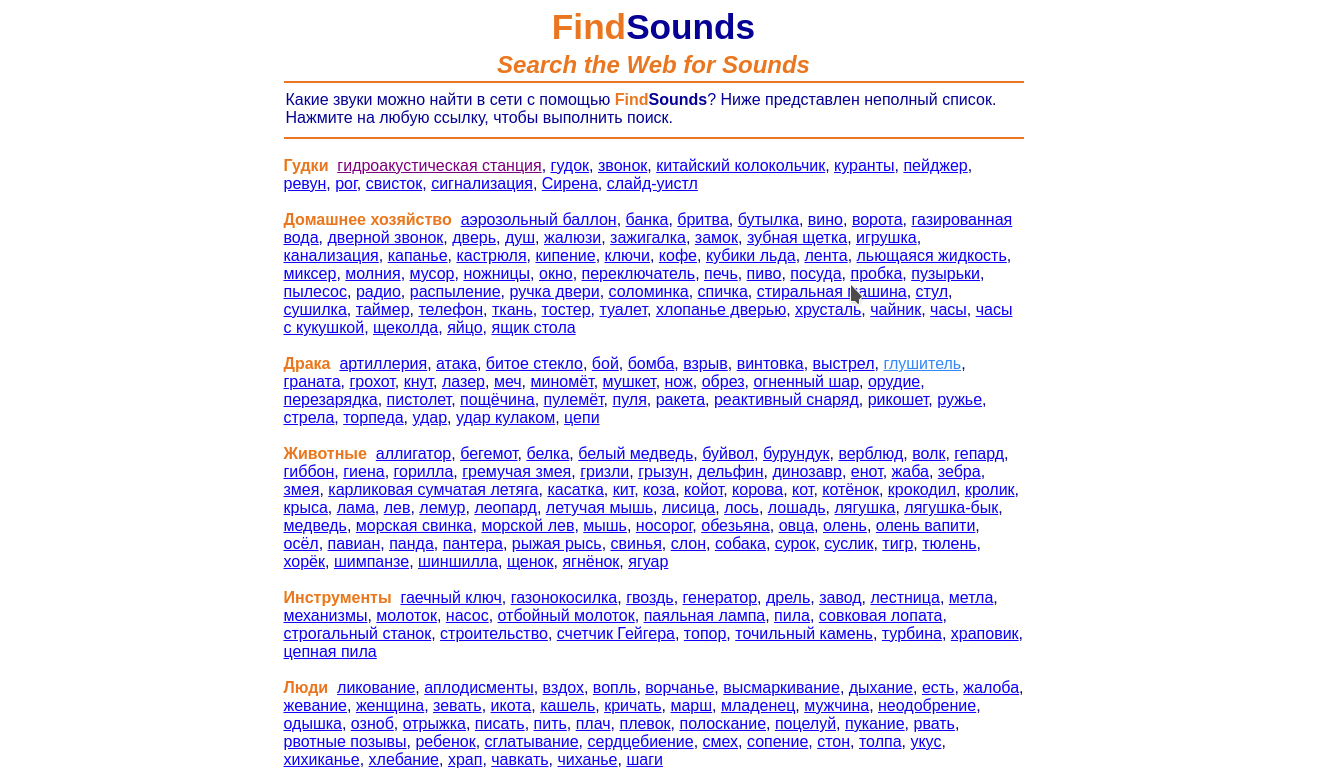 FindSounds
Search the Web for Sounds
Какие звуки можно найти в сети с помощью FindSounds? Ниже представлен неполный список.
Нажмите на любую ссылку, чтобы выполнить поиск.
Гудки гидроакустическая станция, гудок, звонок, китайский колокольчик, куранты, пейджер,
ревун, рог, свисток, сигнализация, Сирена, слайд-уистл
Домашнее хозяйство аэрозольный баллон, банка, бритва, бутылка, вино, ворота, газированная
вода, дверной звонок, дверь, душ, жалюзи, зажигалка, замок, зубная щетка, игрушка,
канализация, капанье, кастрюля, кипение, ключи, кофе, кубики льда, лента, льющаяся жидкость,
миксер, молния, мусор, ножницы, окно, переключатель, печь, пиво, посуда, пробка, пузырьки,
пылесос, радио, распыление, ручка двери, соломинка, спичка, стиральная машина, стул,
сушилка, таймер, телефон, ткань, тостер, туалет, хлопанье дверью, хрусталь, чайник, часы, часы
с кукушкой, щеколда, яйцо, ящик стола
Драка артиллерия, атака, битое стекло, бой, бомба, взрыв, винтовка, выстрел, глушитель,
граната, грохот, кнут, лазер, меч, миномёт, мушкет, нож, обрез, огненный шар, орудие,
перезарядка, пистолет, пощёчина, пулемёт, пуля, ракета, реактивный снаряд, рикошет, ружье,
стрела, торпеда, удар, удар кулаком, цепи
Животные аллигатор, бегемот, белка, белый медведь, буйвол, бурундук, верблюд, волк, гепард,
гиббон, гиена, горилла, гремучая змея, гризли, грызун, дельфин, динозавр, енот, жаба, зебра,
змея, карликовая сумчатая летяга, касатка, кит, коза, койот, корова, кот, котёнок, крокодил, кролик,
крыса, лама, лев, лемур, леопард, летучая мышь, лисица, лось, лошадь, лягушка, лягушка-бык,
медведь, морская свинка, морской лев, мышь, носорог, обезьяна, овца, олень, олень вапити,
осёл, павиан, панда, пантера, рыжая рысь, свинья, слон, собака, сурок, суслик, тигр, тюлень,
хорёк, шимпанзе, шиншилла, щенок, ягнёнок, ягуар
Инструменты гаечный ключ, газонокосилка, гвоздь, генератор, дрель, завод, лестница, метла,
механизмы, молоток, насос, отбойный молоток, паяльная лампа, пила, совковая лопата,
строгальный станок, строительство, счетчик Гейгера, топор, точильный камень, турбина, храповик,
цепная пила
Люди ликование, аплодисменты, вздох, вопль, ворчанье, высмаркивание, дыхание, есть, жалоба,
жевание, женщина, зевать, икота, кашель, кричать, марш, младенец, мужчина, неодобрение,
одышка, озноб, отрыжка, писать, пить, плач, плевок, полоскание, поцелуй, пукание, рвать,
рвотные позывы, ребенок, сглатывание, сердцебиение, смех, сопение, стон, толпа, укус,
хихиканье, хлебание, храп, чавкать, чиханье, шаги